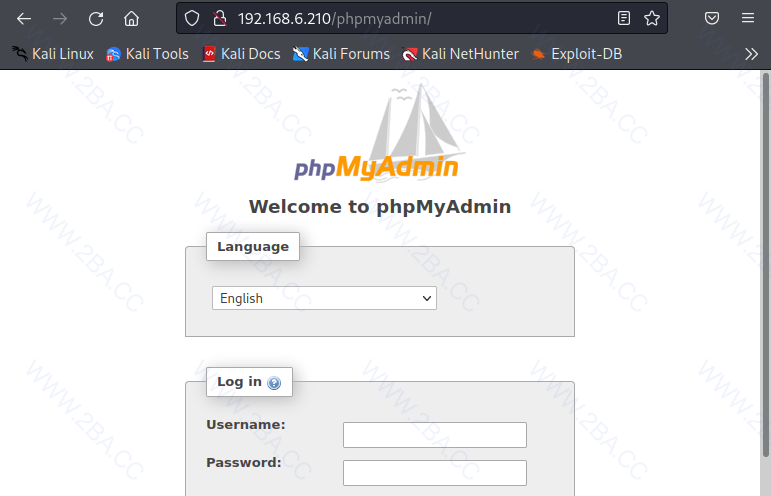 192.168.6.210/phpmyadmin/
Kali Linux Kali Tools Kali Docs Kali Forums Kali NetHunter Exploit-DB
phpMyAdmin
Welcome to phpMyAdmin
Language
English
Log in
Username:
Password:
WWW.2BA.CC